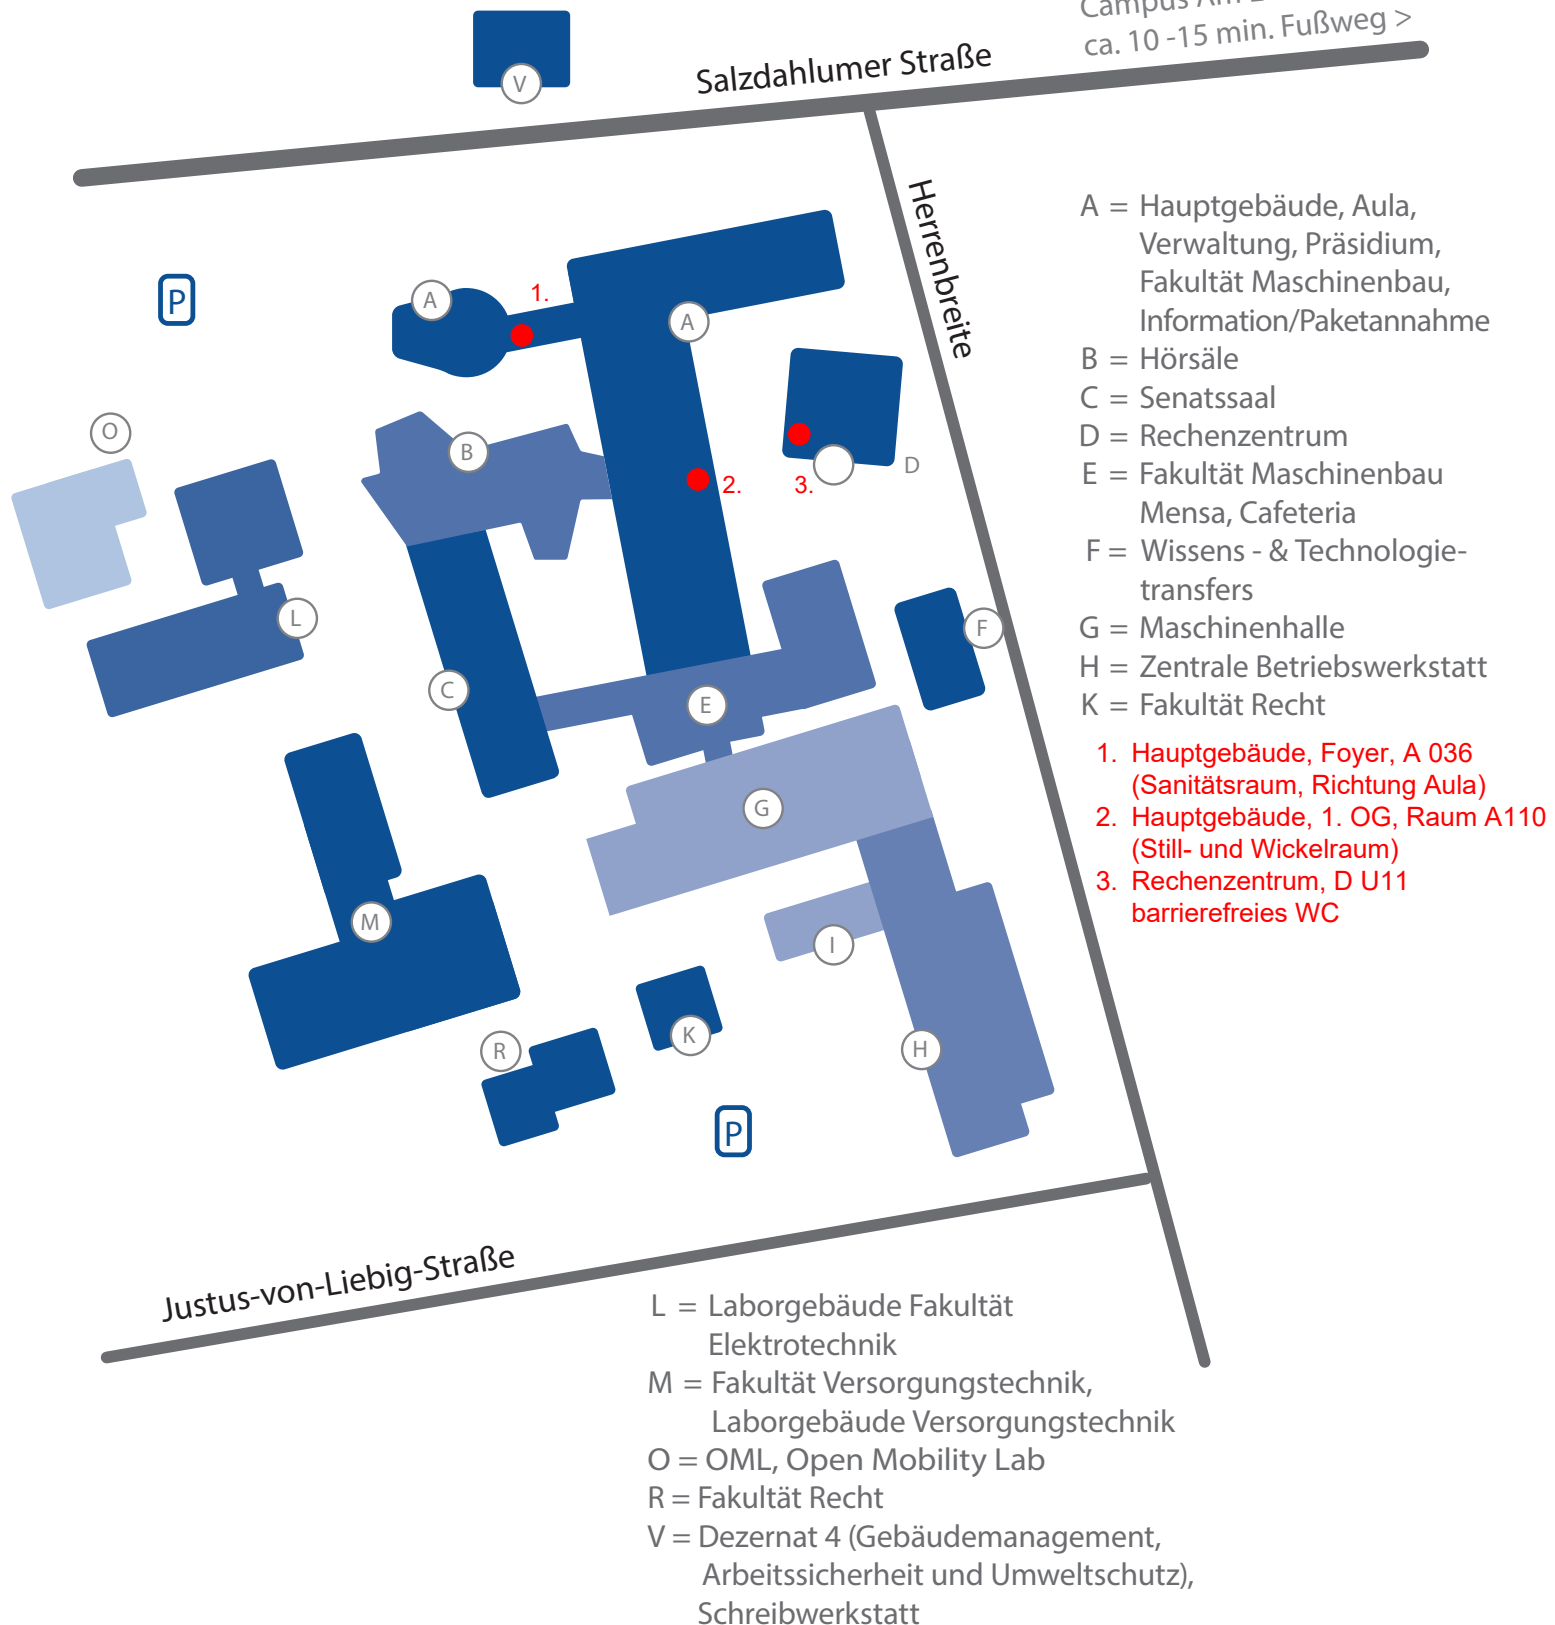 Campus Am
ca. 10 -15 min. Fußweg >
Salzdahlumer Straße
V
Herrenbreite
P
A
1.
A
O
B
2.
3.
D
L
F
C
E
G
M
I
R
K
H
P
Justus-von-Liebig-Straße
A = Hauptgebäude, Aula,
Verwaltung, Präsidium,
Fakultät Maschinenbau,
Information/Paketannahme
B = Hörsäle
C = Senatssaal
D = Rechenzentrum
E = Fakultät Maschinenbau
Mensa, Cafeteria
F = Wissens - & Technologie-
transfers
G = Maschinenhalle
H = Zentrale Betriebswerkstatt
K = Fakultät Recht
1. Hauptgebäude, Foyer, A 036
(Sanitätsraum, Richtung Aula)
2. Hauptgebäude, 1. OG, Raum A110
(Still- und Wickelraum)
3. Rechenzentrum, D U11
barrierefreies WC
L = Laborgebäude Fakultät
Elektrotechnik
M = Fakultät Versorgungstechnik,
Laborgebäude Versorgungstechnik
O = OML, Open Mobility Lab
R = Fakultät Recht
V = Dezernat 4 (Gebäudemanagement,
Arbeitssicherheit und Umweltschutz),
Schreibwerkstatt